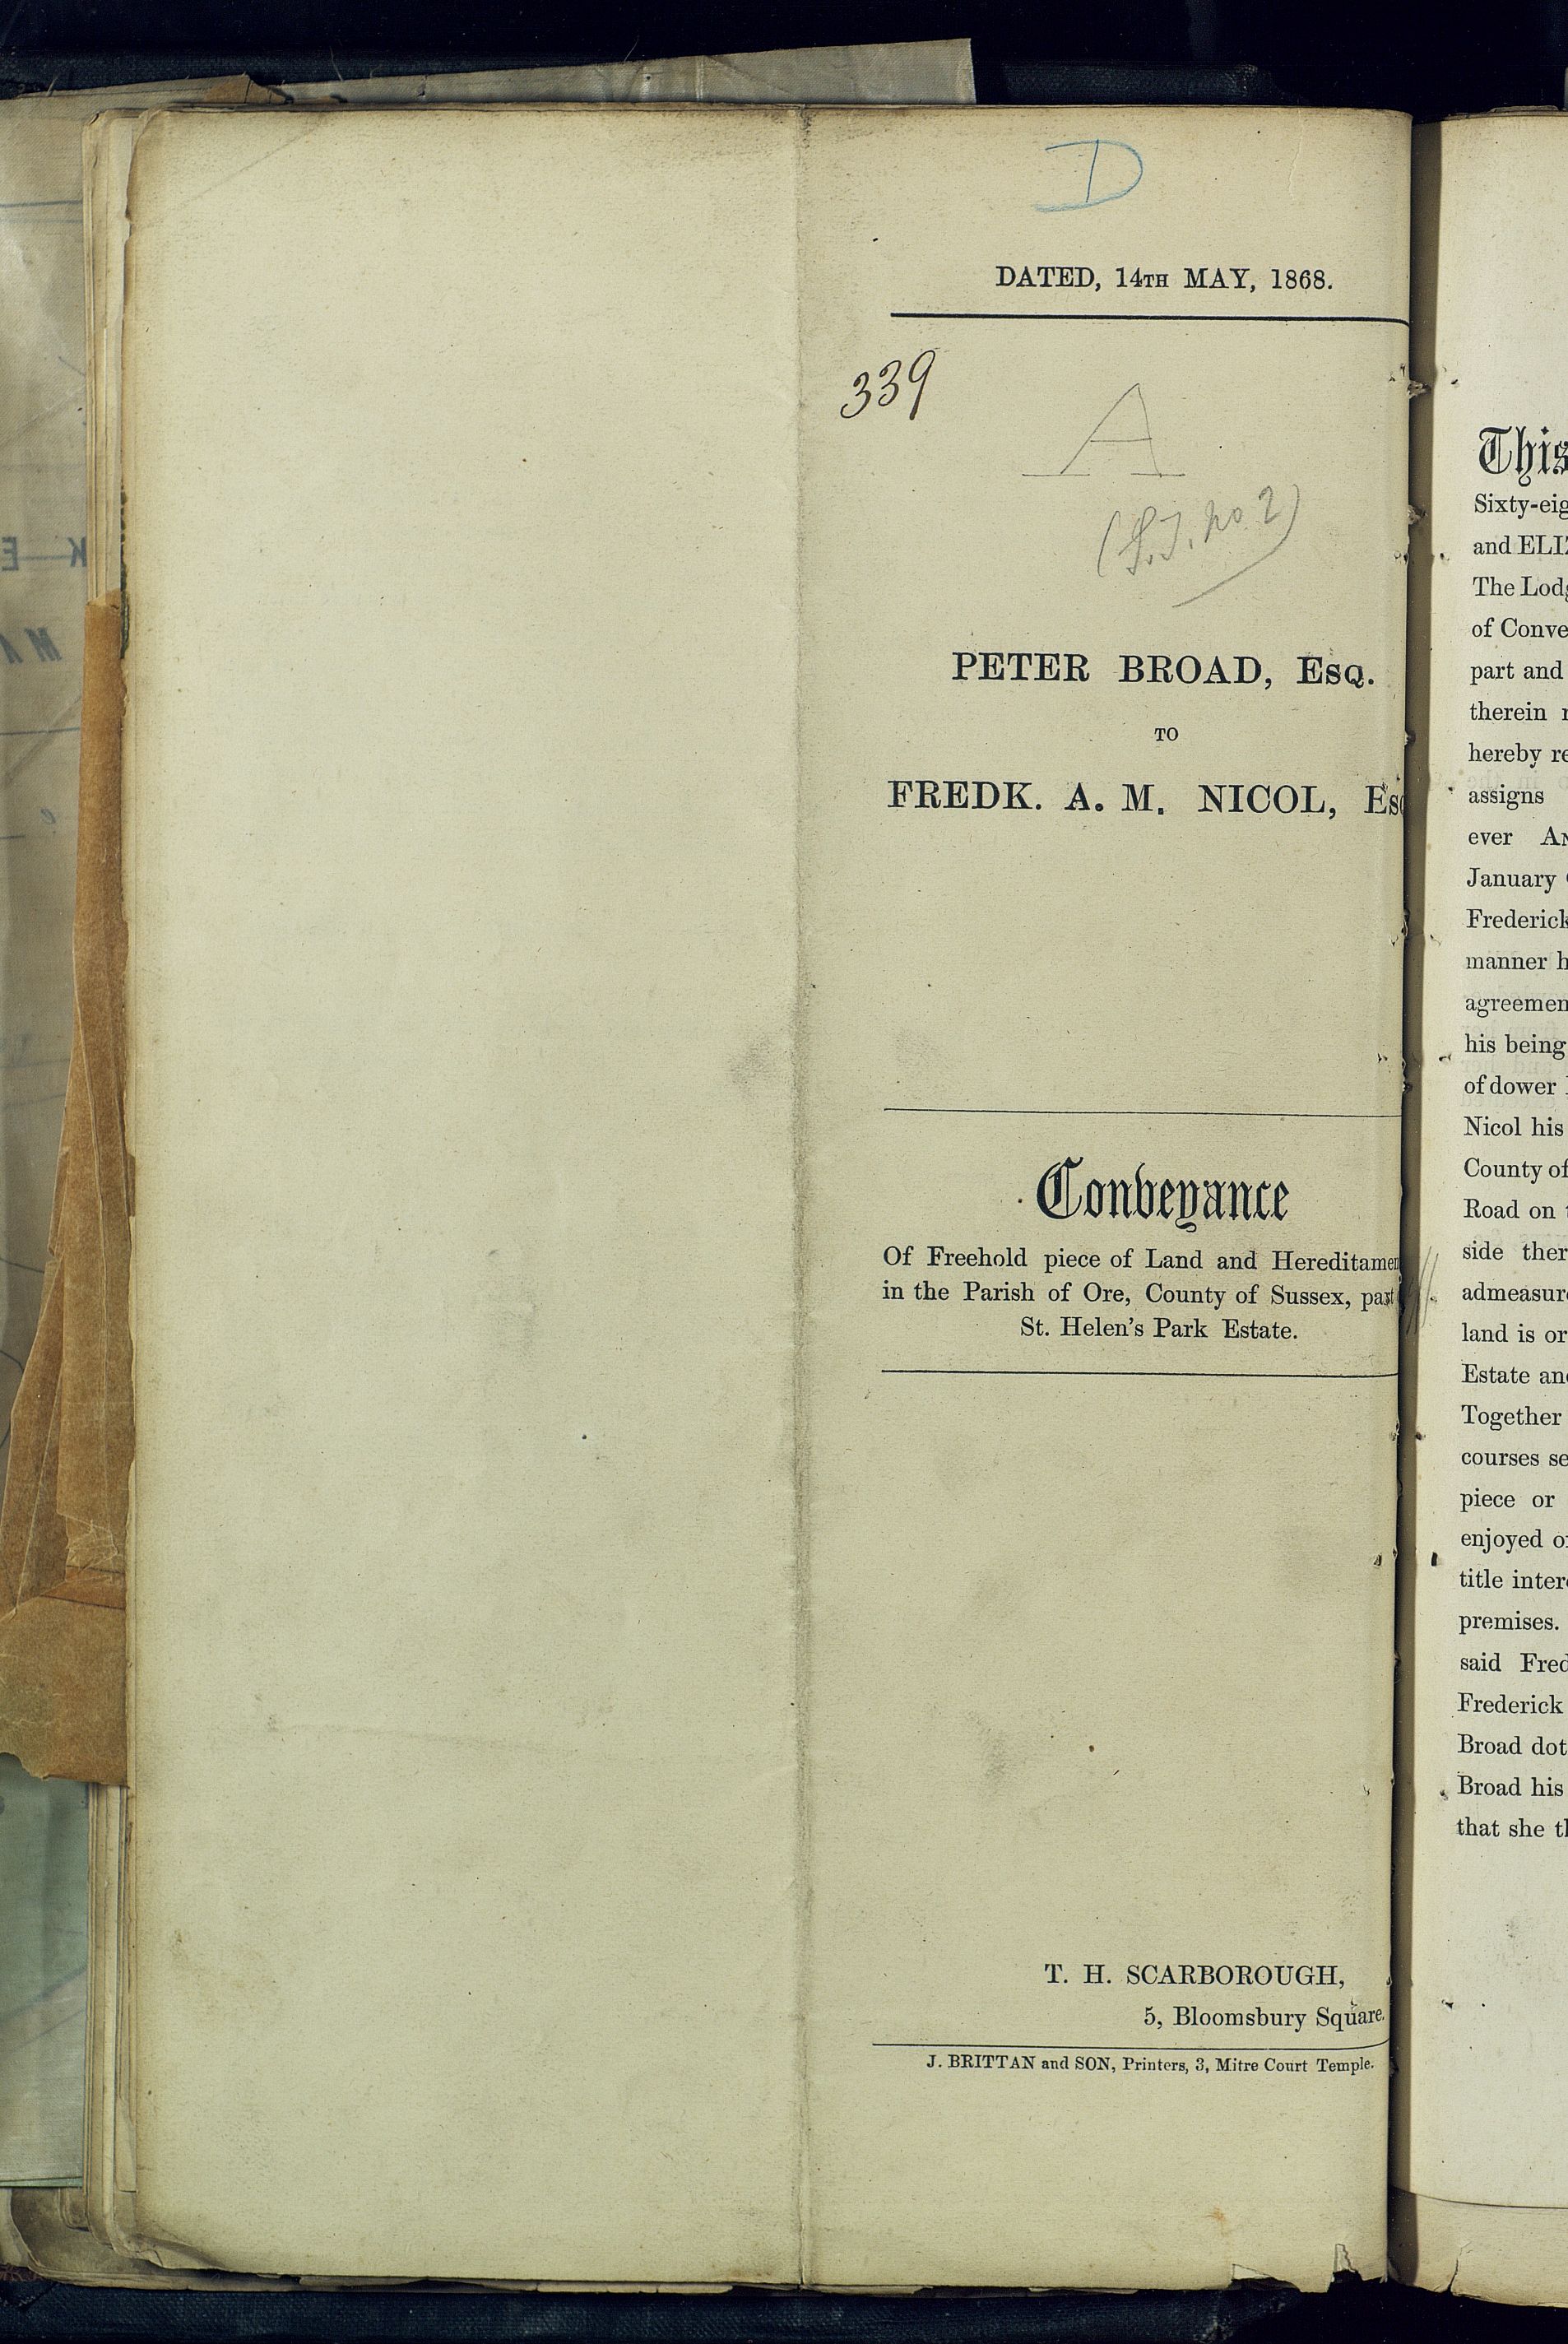 D
DATED, 14TH MAY, 1868.
339
A
no 2)
PETER BROAD, Esq.
TO
FREDK. A. M. NICOL, Es
Conveyance
Of Freehold piece of Land and Hereditamen
in the Parish of Ore, County of Sussex, part
St. Helen's Park Estate.
T. H. SCARBOROUGH,
5, Bloomsbury Square.
J. BRITTAN and SON, Printers, 3, Mitre Court Temple.
This
Sixty-eig
and ELI
The Lod
of Conve
part and
therein
hereby re
assigns
ever AN
January
Frederick
manner h
agreemen
his being
of dower
Nicol his
County of
Road on
side ther
admeasur
land is or
Estate an
Together
courses se
piece or
enjoyed o
title inter
premises.
said Fred
Frederick
Broad dot
Broad his
that she th